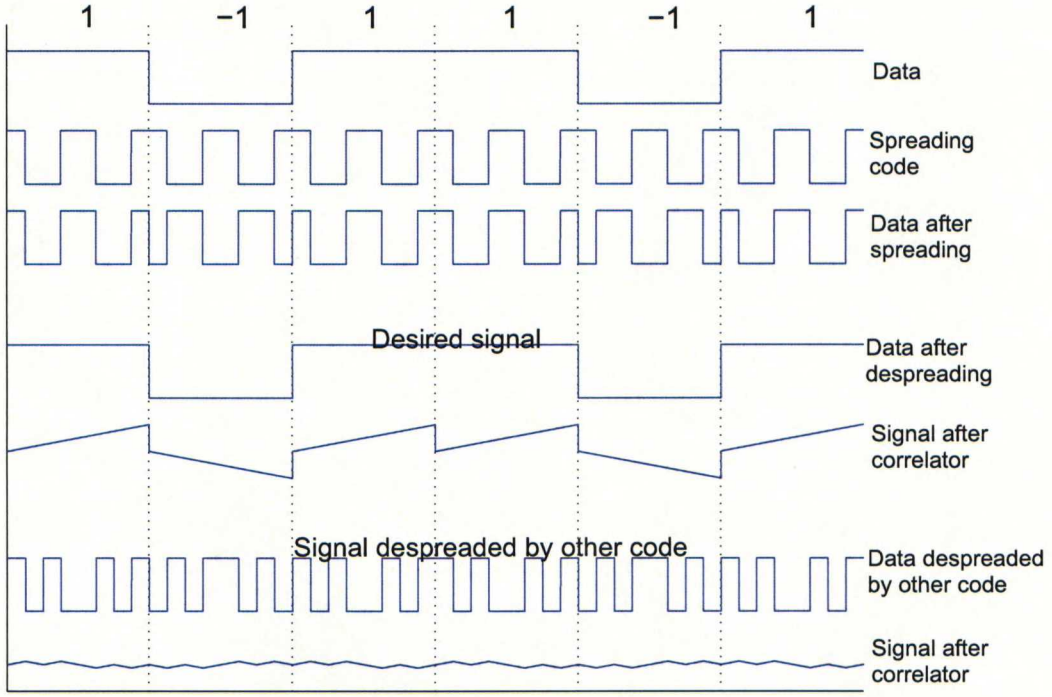 1 −1 1 1 −1 1
Data
Spreading
code
Data after
spreading
Desired signal
Data after
despreading
Signal after
correlator
Signal despreaded by other code
Data despreaded
by other code
Signal after
correlator